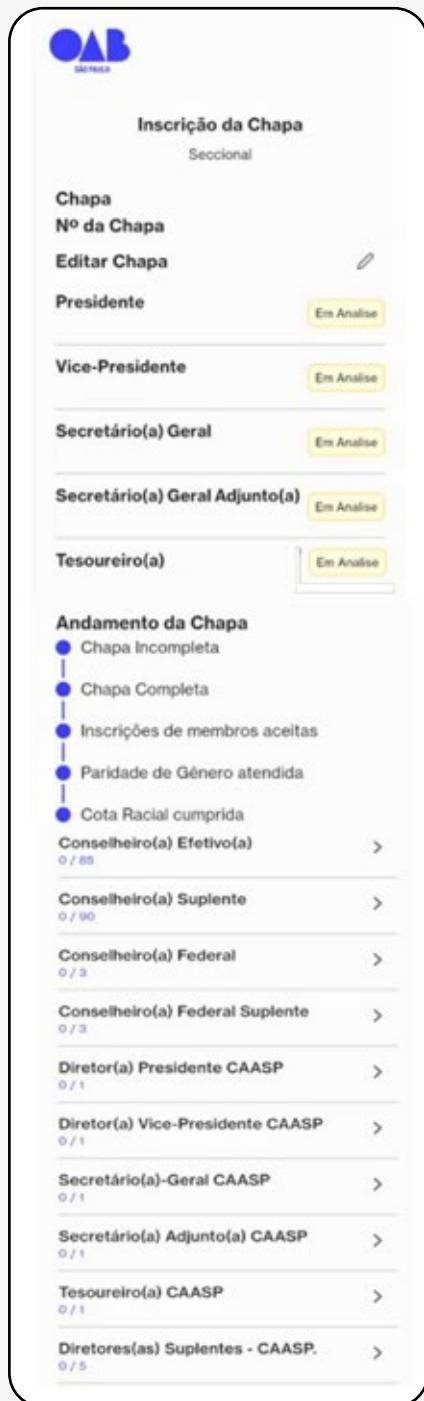 OAB
SÃO PAULO
Inscrição da Chapa
Seccional
Chapa
Nº da Chapa
Editar Chapa
Presidente
Em Analise
Vice-Presidente
Em Analise
Secretário(a) Geral
Em Analise
Secretário(a) Geral Adjunto(a)
Em Analise
Tesoureiro(a)
Em Analise
Andamento da Chapa
Chapa Incompleta
Chapa Completa
Inscrições de membros aceitas
Paridade de Gênero atendida
Cota Racial cumprida
Conselheiro(a) Efetivo(a)
0 / 85
Conselheiro(a) Suplente
0 / 90
Conselheiro(a) Federal
0 / 3
Conselheiro(a) Federal Suplente
0 / 3
Diretor(a) Presidente CAASP
0 / 1
Diretor(a) Vice-Presidente CAASP
0 / 1
Secretário(a)-Geral CAASP
0 / 1
Secretário(a) Adjunto(a) CAASP
0 / 1
Tesoureiro(a) CAASP
0 / 1
Diretores(as) Suplentes - CAASP.
0 / 5